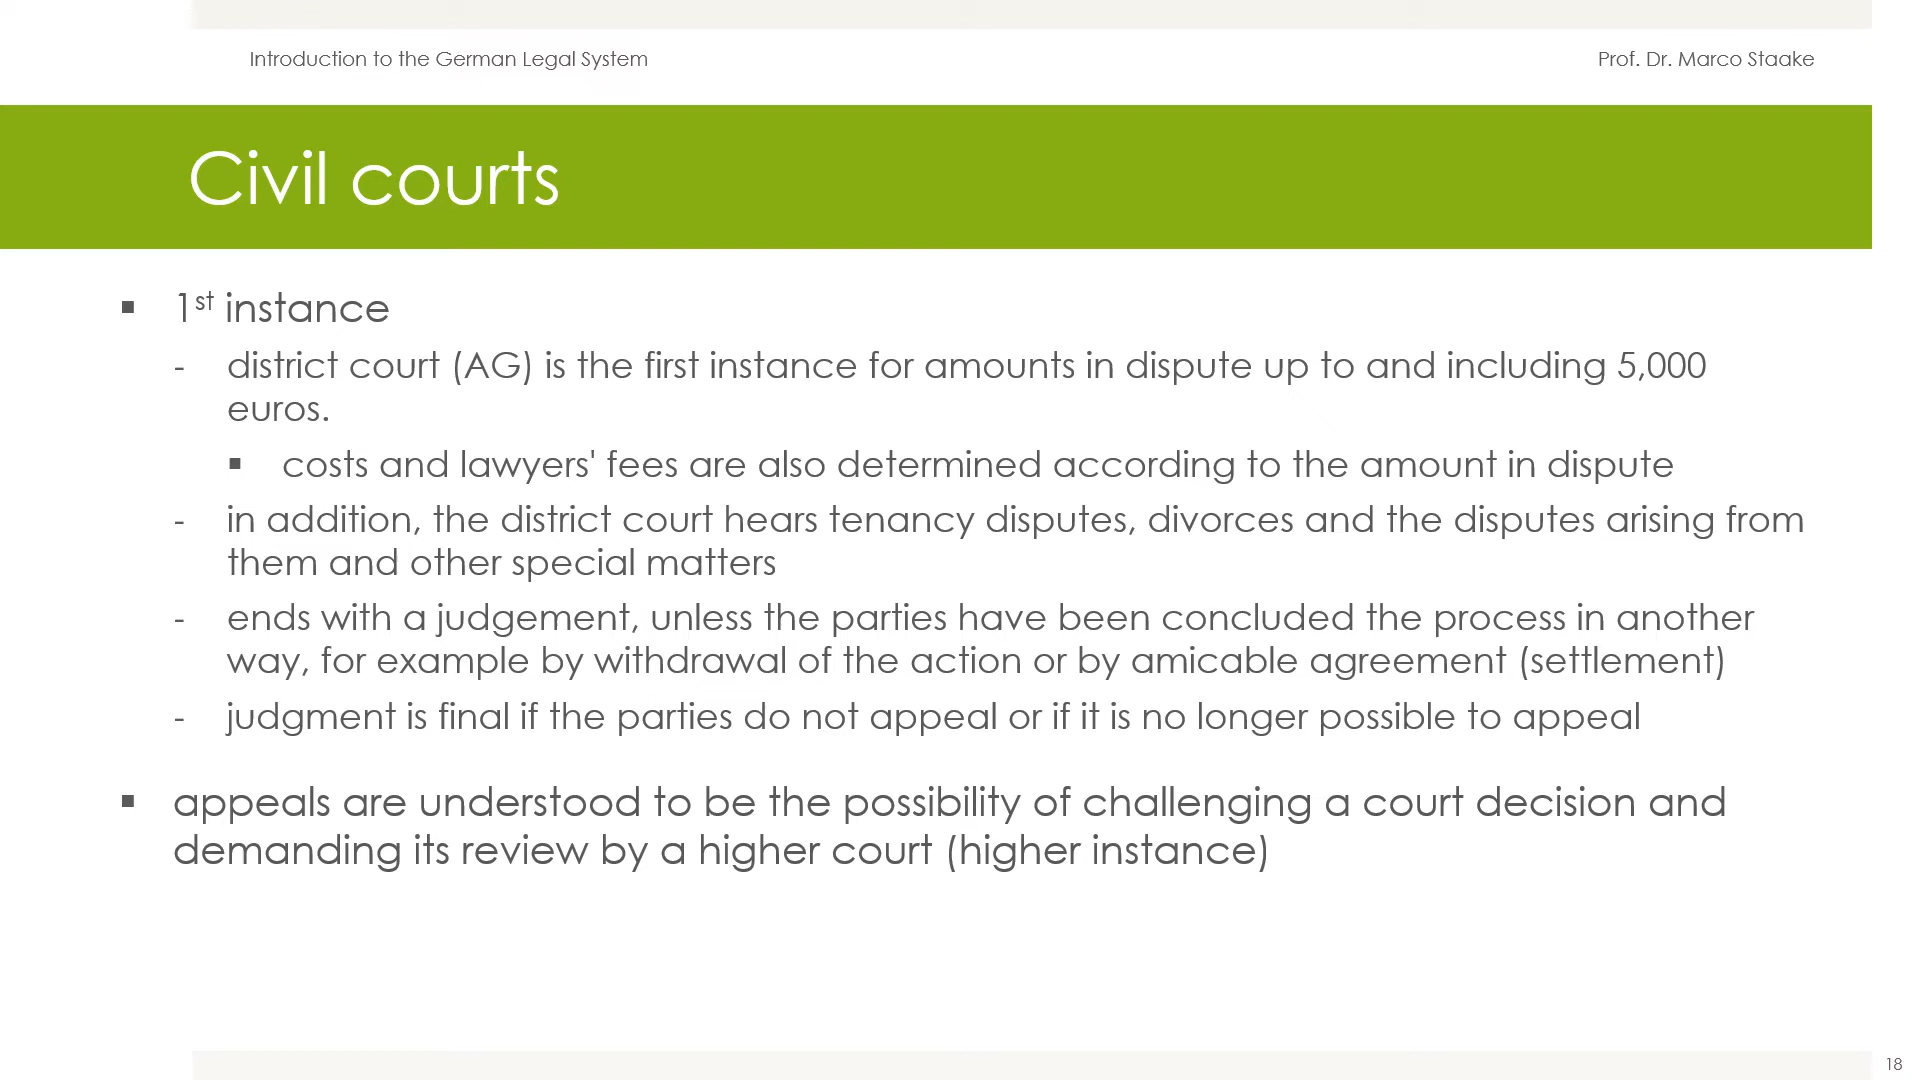 Introduction to the German Legal System
Prof. Dr. Marco Staake
Civil courts
▪ 1st instance
- district court (AG) is the first instance for amounts in dispute up to and including 5,000
euros.
▪ costs and lawyers' fees are also determined according to the amount in dispute
- in addition, the district court hears tenancy disputes, divorces and the disputes arising from
them and other special matters
- ends with a judgement, unless the parties have been concluded the process in another
way, for example by withdrawal of the action or by amicable agreement (settlement)
- judgment is final if the parties do not appeal or if it is no longer possible to appeal
▪ appeals are understood to be the possibility of challenging a court decision and
demanding its review by a higher court (higher instance)
18